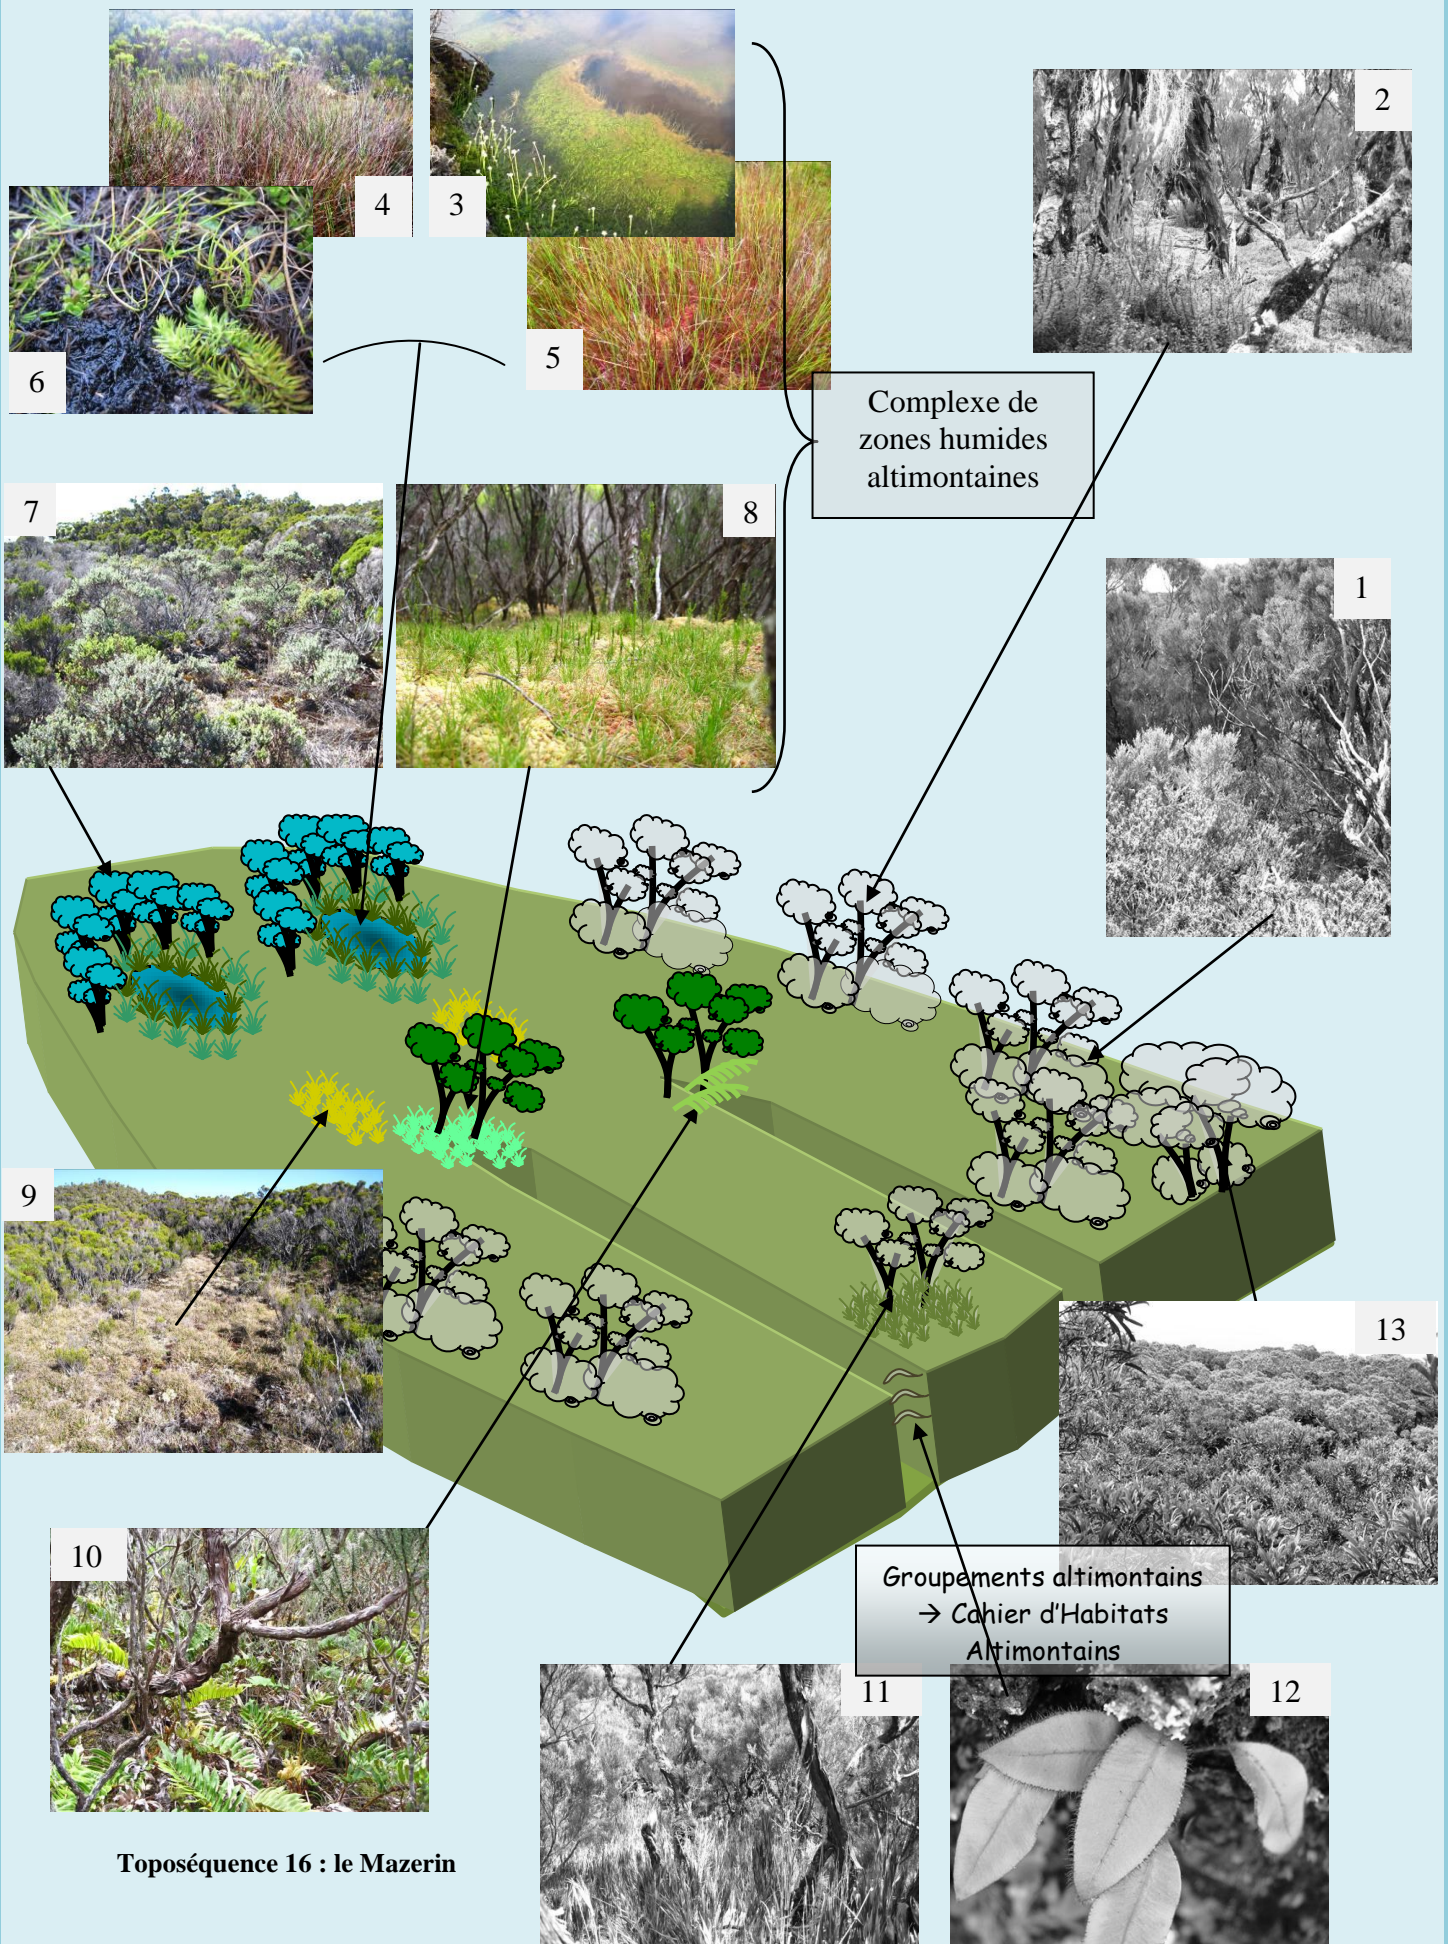 2
4
3
6
5
Complexe de
zones humides
altimontaines
7
8
1
9
13
10
Groupements altimontains
→ Cahier d'Habitats
Altimontains
11
12
Toposéquence 16 : le Mazerin